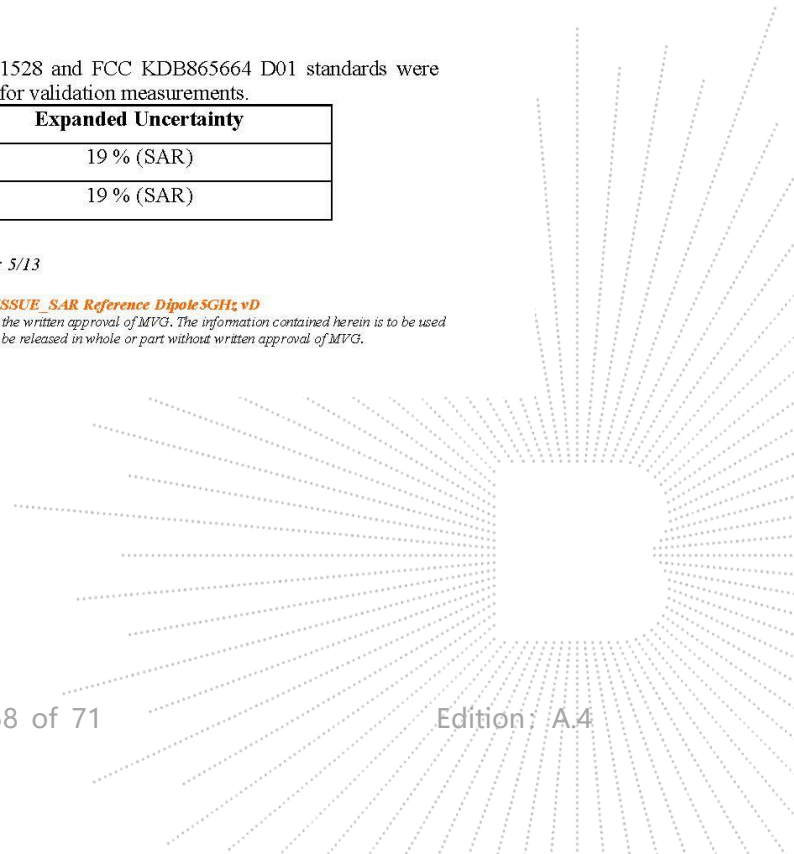 1528 and FCC KDB865664 D01 standards were
for validation measurements.
Expanded Uncertainty
19 % (SAR)
19 % (SAR)
: 5/13
SSUE_SAR Reference Dipole5GHz vD
the written approval of MVG. The information contained herein is to be used
be released in whole or part without written approval of MVG.
8 of 71
Edition: A.4